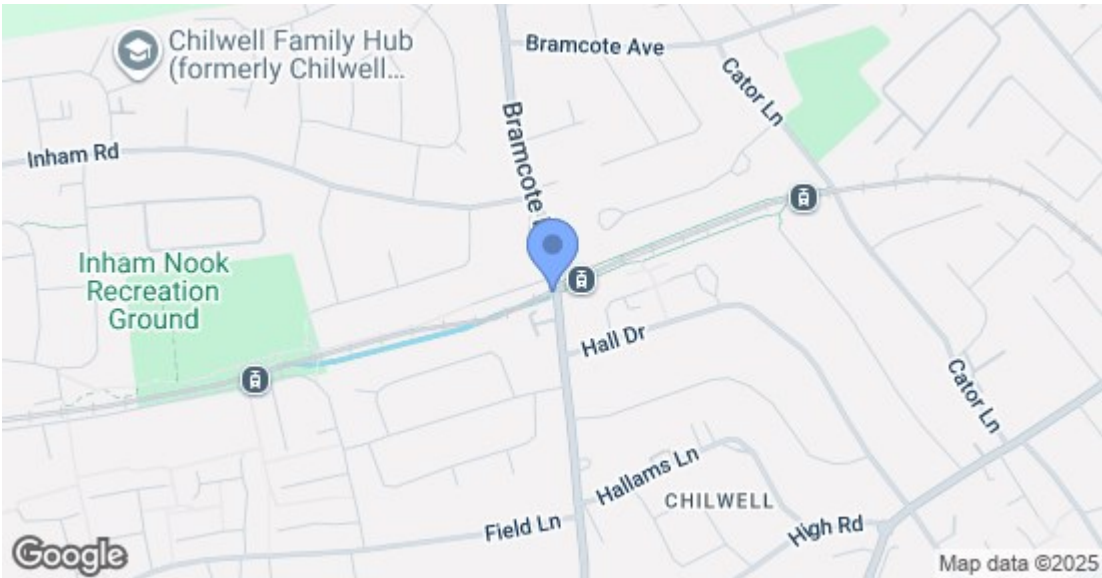 Chilwell Family Hub
(formerly Chilwell...
Bramcote Ave
Cator Ln
Bramcote
Inham Rd
Inham Nook
Recreation
Ground
Hall Dr
Cator Ln
Hallams Ln
CHILWELL
Field Ln
High Rd
Google
Map data ©2025